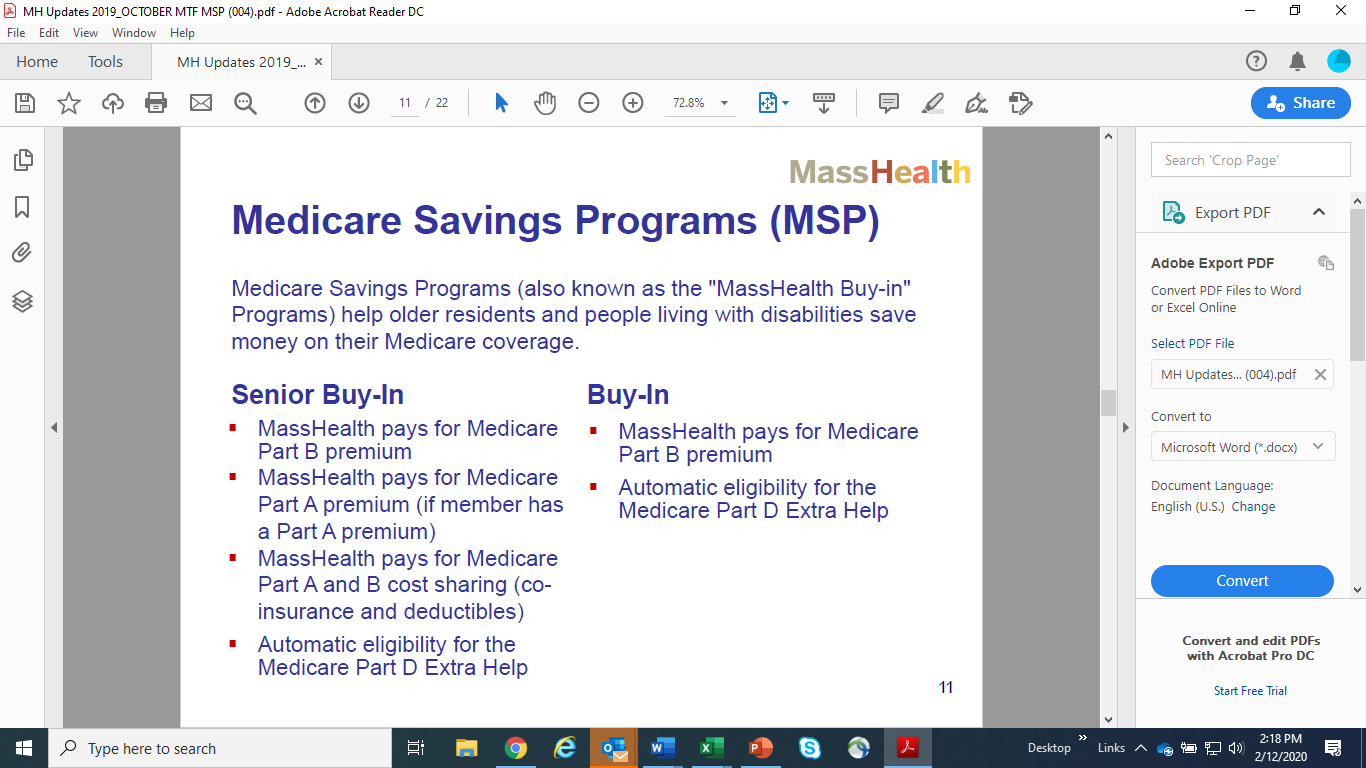 MH Updates 2019_OCTOBER MTF MSP (004).pdf - Adobe Acrobat Reader DC
File Edit View Window Help
Home Tools MH Updates 2019_... ×
11 / 22 72.8% Share
MassHealth
Medicare Savings Programs (MSP)
Medicare Savings Programs (also known as the "MassHealth Buy-in"
Programs) help older residents and people living with disabilities save
money on their Medicare coverage.
Senior Buy-In
▪ MassHealth pays for Medicare
Part B premium
▪ MassHealth pays for Medicare
Part A premium (if member has
a Part A premium)
▪ MassHealth pays for Medicare
Part A and B cost sharing (co-
insurance and deductibles)
▪ Automatic eligibility for the
Medicare Part D Extra Help
Buy-In
▪ MassHealth pays for Medicare
Part B premium
▪ Automatic eligibility for the
Medicare Part D Extra Help
11
Search 'Crop Page'
Export PDF
Adobe Export PDF
Convert PDF Files to Word
or Excel Online
Select PDF File
MH Updates... (004).pdf
Convert to
Microsoft Word (*.docx)
Document Language:
English (U.S.) Change
Convert
Convert and edit PDFs
with Acrobat Pro DC
Start Free Trial
Type here to search
Desktop » Links
2:18 PM
2/12/2020